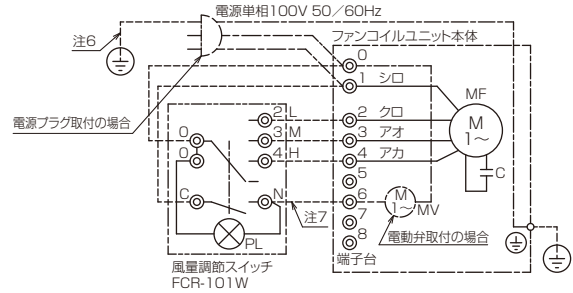 電源単相100V 50／60Hz
注6
ファンコイルユニット本体
0
1 シロ
MF
電源プラグ取付の場合
2 L
2 クロ
M
1～
0
3 M
3 アオ
0
4 H
4 アカ
5
C
C
N
6
M
1～
MV
注7
7
電動弁取付の場合
PL
8
端子台
風量調節スイッチ
FCR-101W